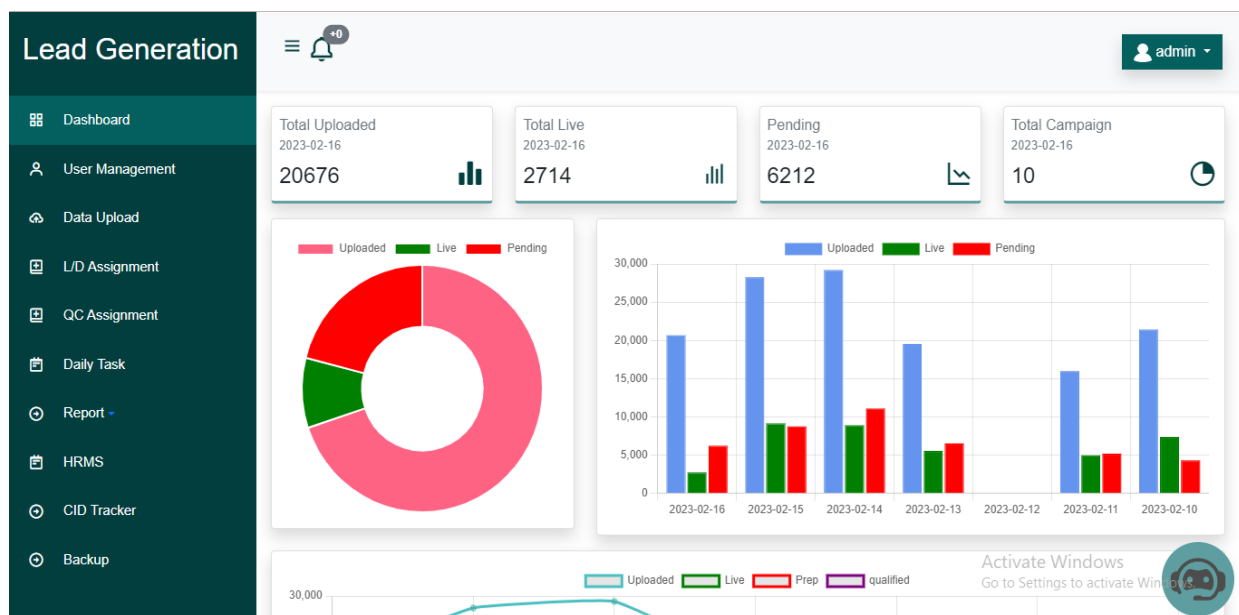 Lead Generation
+0
admin
Dashboard
User Management
Data Upload
L/D Assignment
QC Assignment
Daily Task
Report
HRMS
CID Tracker
Backup
Total Uploaded
2023-02-16
20676
Total Live
2023-02-16
2714
Pending
2023-02-16
6212
Total Campaign
2023-02-16
10
Uploaded Live Pending
Uploaded Live Pending
30,000
25,000
20,000
15,000
10,000
5,000
0
2023-02-16 2023-02-15 2023-02-14 2023-02-13 2023-02-12 2023-02-11 2023-02-10
Uploaded Live Prep qualified
30,000
Activate Windows
Go to Settings to activate Windows.